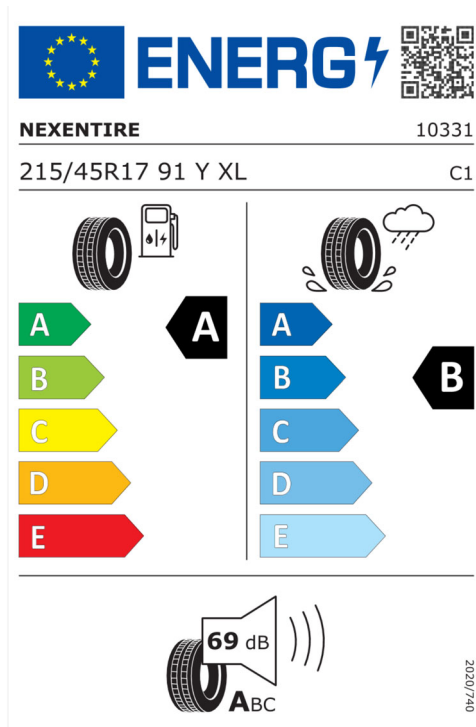 ENERG
NEXENTIRE 10331
215/45R17 91 Y XL C1
A A
B
C
D
E
A
B B
C
D
E
69 dB
ABC
2020/740